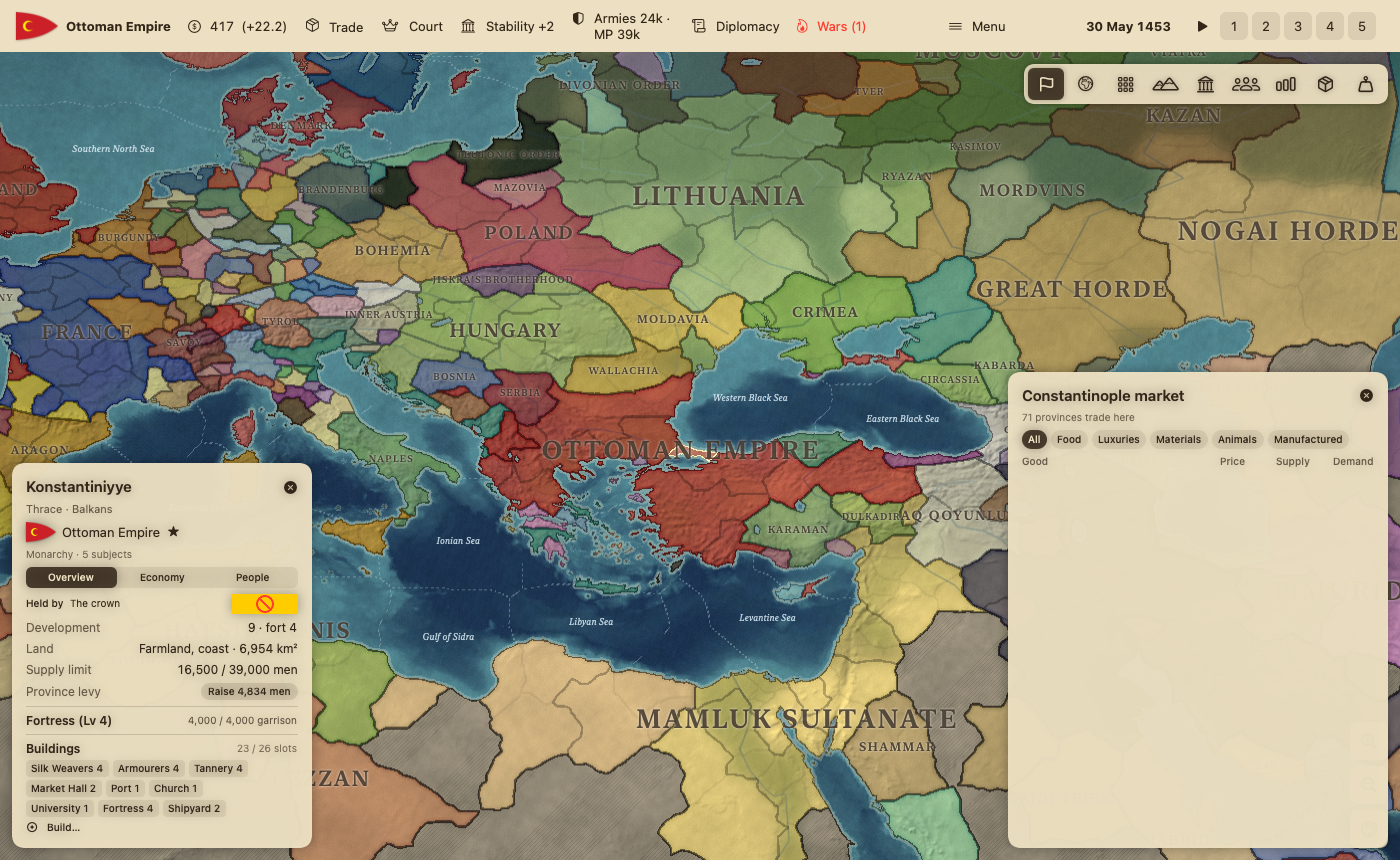 Ottoman Empire
417 (+22.2)
Trade
Court
Stability +2
Armies 24k ·
MP 39k
Diplomacy
Wars (1)
Menu
30 May 1453
1 2 3 4 5
LIVONIAN ORDER
TVER
KAZAN
DENMARK
Southern North Sea
TEUTONIC ORDER
KASIMOV
BRANDENBURG
MAZOVIA
LITHUANIA
RYAZAN
MORDVINS
BURGUNDY
BOHEMIA
POLAND
NOGAI HORDE
JISKRA'S BROTHERHOOD
GREAT HORDE
FRANCE
TYROL
INNER AUSTRIA
HUNGARY
MOLDAVIA
CRIMEA
SAVOY
BOSNIA
WALLACHIA
KABARDA
CIRCASSIA
SERBIA
Western Black Sea
Eastern Black Sea
ARAGON
NAPLES
OTTOMAN EMPIRE
KARAMAN
DULKADIR
AQ QOYUNLU
Ionian Sea
Gulf of Sidra
Libyan Sea
Levantine Sea
MAMLUK SULTANATE
SHAMMAR
Konstantiniyye
Thrace · Balkans
Ottoman Empire ★
Monarchy · 5 subjects
Overview Economy People
Held by The crown
Development 9 · fort 4
Land Farmland, coast · 6,954 km²
Supply limit 16,500 / 39,000 men
Province levy Raise 4,834 men
Fortress (Lv 4) 4,000 / 4,000 garrison
Buildings 23 / 26 slots
Silk Weavers 4 Armourers 4 Tannery 4
Market Hall 2 Port 1 Church 1
University 1 Fortress 4 Shipyard 2
Build...
Constantinople market
71 provinces trade here
All Food Luxuries Materials Animals Manufactured
Good Price Supply Demand